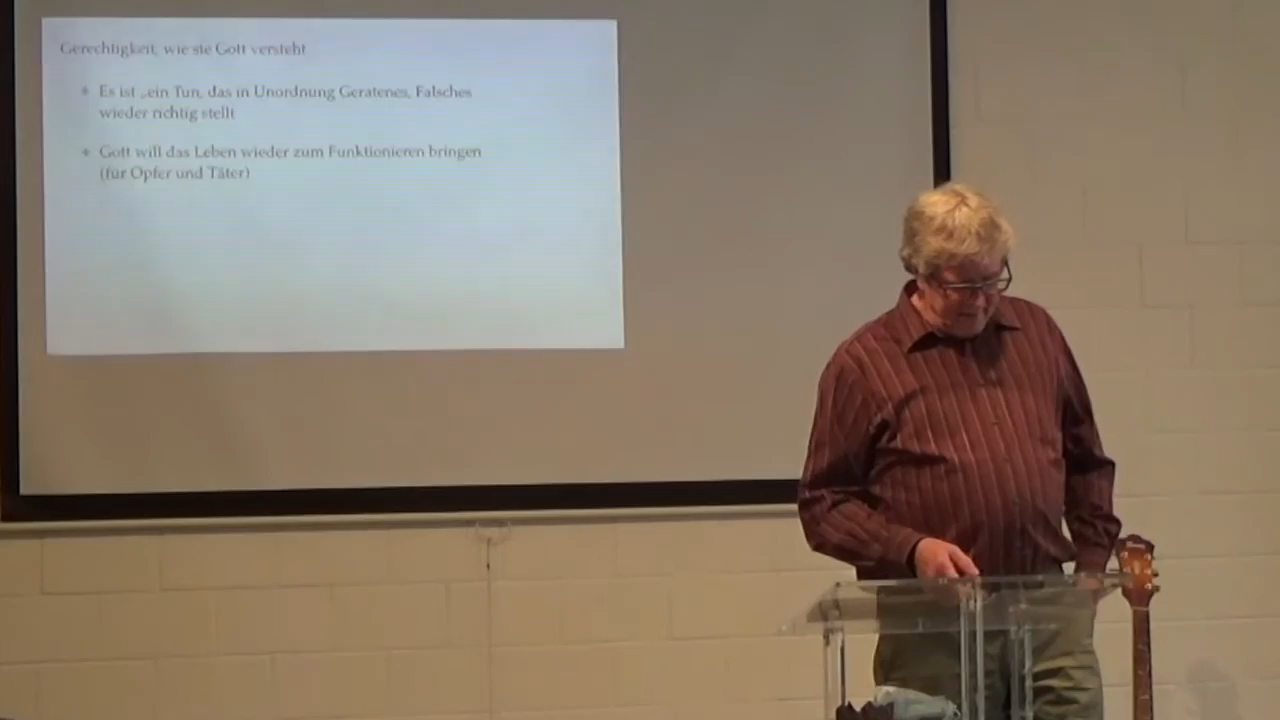 Gerechtigkeit, wie sie Gott versteht
Es ist „ein Tun, das in Unordnung Geratenes, Falsches
wieder richtig stellt
Gott will das Leben wieder zum Funktionieren bringen
(für Opfer und Täter)